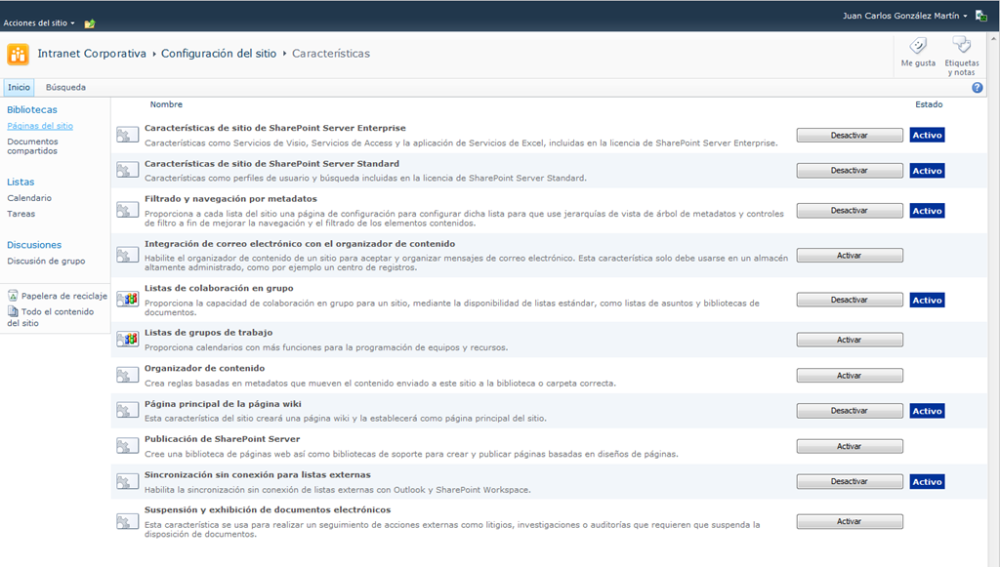 Acciones del sitio
Juan Carlos González Martín
Intranet Corporativa Configuración del sitio Características
Me gusta
Etiquetas
y notas
Inicio Búsqueda
Bibliotecas
Páginas del sitio
Documentos
compartidos
Listas
Calendario
Tareas
Discusiones
Discusión de grupo
Papelera de reciclaje
Todo el contenido
del sitio
Nombre Estado
Características de sitio de SharePoint Server Enterprise
Características como Servicios de Visio, Servicios de Access y la aplicación de Servicios de Excel, incluidas en la licencia de SharePoint Server Enterprise.
Desactivar Activo
Características de sitio de SharePoint Server Standard
Características como perfiles de usuario y búsqueda incluidas en la licencia de SharePoint Server Standard.
Desactivar Activo
Filtrado y navegación por metadatos
Proporciona a cada lista del sitio una página de configuración para configurar dicha lista para que use jerarquías de vista de árbol de metadatos y controles
de filtro a fin de mejorar la navegación y el filtrado de los elementos contenidos.
Desactivar Activo
Integración de correo electrónico con el organizador de contenido
Habilite el organizador de contenido de un sitio para aceptar y organizar mensajes de correo electrónico. Esta característica solo debe usarse en un almacén
altamente administrado, como por ejemplo un centro de registros.
Activar
Listas de colaboración en grupo
Proporciona la capacidad de colaboración en grupo para un sitio, mediante la disponibilidad de listas estándar, como listas de asuntos y bibliotecas de
documentos.
Desactivar Activo
Listas de grupos de trabajo
Proporciona calendarios con más funciones para la programación de equipos y recursos.
Activar
Organizador de contenido
Crea reglas basadas en metadatos que mueven el contenido enviado a este sitio a la biblioteca o carpeta correcta.
Activar
Página principal de la página wiki
Esta característica del sitio creará una página wiki y la establecerá como página principal del sitio.
Desactivar Activo
Publicación de SharePoint Server
Cree una biblioteca de páginas web así como bibliotecas de soporte para crear y publicar páginas basadas en diseños de páginas.
Activar
Sincronización sin conexión para listas externas
Habilita la sincronización sin conexión de listas externas con Outlook y SharePoint Workspace.
Desactivar Activo
Suspensión y exhibición de documentos electrónicos
Esta característica se usa para realizar un seguimiento de acciones externas como litigios, investigaciones o auditorías que requieren que suspenda la
disposición de documentos.
Activar